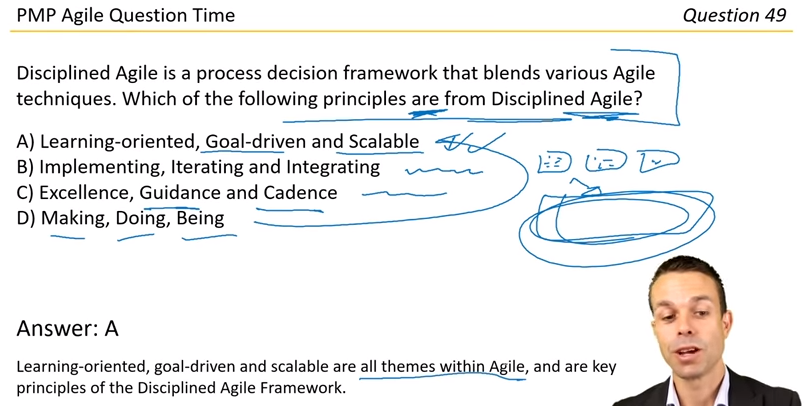 PMP Agile Question Time
Question 49
Disciplined Agile is a process decision framework that blends various Agile
techniques. Which of the following principles are from Disciplined Agile?
A) Learning-oriented, Goal-driven and Scalable
B) Implementing, Iterating and Integrating
C) Excellence, Guidance and Cadence
D) Making, Doing, Being
Answer: A
Learning-oriented, goal-driven and scalable are all themes within Agile, and are key
principles of the Disciplined Agile Framework.